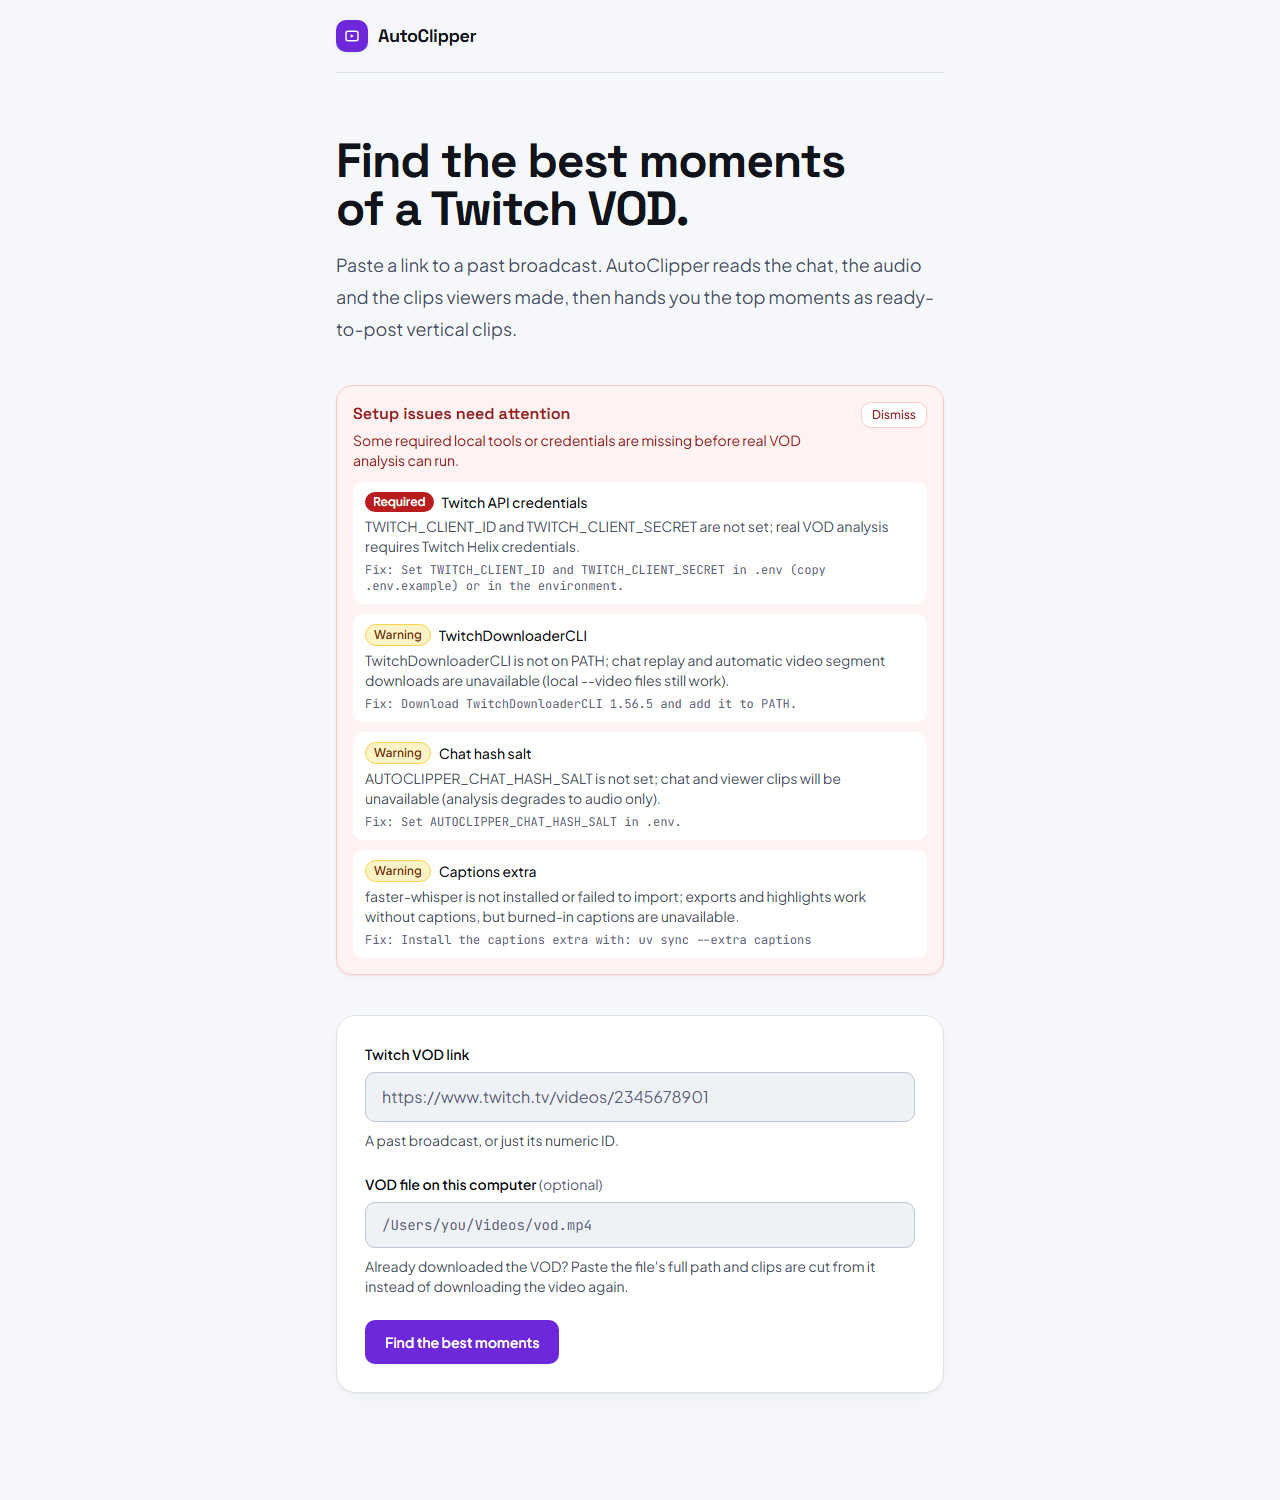 AutoClipper
Find the best moments
of a Twitch VOD.
Paste a link to a past broadcast. AutoClipper reads the chat, the audio
and the clips viewers made, then hands you the top moments as ready-
to-post vertical clips.
Setup issues need attention
Dismiss
Some required local tools or credentials are missing before real VOD
analysis can run.
Required Twitch API credentials
TWITCH_CLIENT_ID and TWITCH_CLIENT_SECRET are not set; real VOD analysis
requires Twitch Helix credentials.
Fix: Set TWITCH_CLIENT_ID and TWITCH_CLIENT_SECRET in .env (copy
.env.example) or in the environment.
Warning TwitchDownloaderCLI
TwitchDownloaderCLI is not on PATH; chat replay and automatic video segment
downloads are unavailable (local --video files still work).
Fix: Download TwitchDownloaderCLI 1.56.5 and add it to PATH.
Warning Chat hash salt
AUTOCLIPPER_CHAT_HASH_SALT is not set; chat and viewer clips will be
unavailable (analysis degrades to audio only).
Fix: Set AUTOCLIPPER_CHAT_HASH_SALT in .env.
Warning Captions extra
faster-whisper is not installed or failed to import; exports and highlights work
without captions, but burned-in captions are unavailable.
Fix: Install the captions extra with: uv sync --extra captions
Twitch VOD link
https://www.twitch.tv/videos/2345678901
A past broadcast, or just its numeric ID.
VOD file on this computer (optional)
/Users/you/Videos/vod.mp4
Already downloaded the VOD? Paste the file's full path and clips are cut from it
instead of downloading the video again.
Find the best moments